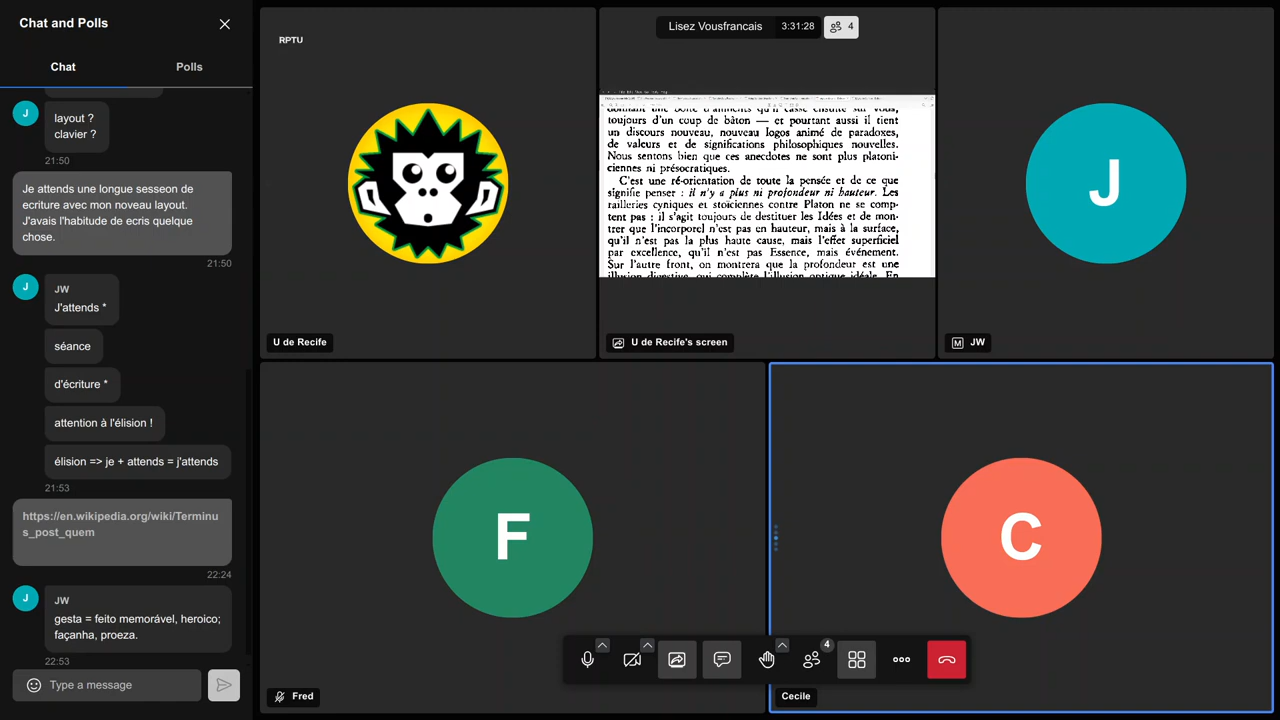 Chat and Polls
Chat
Polls
J
layout ?
clavier ?
21:50
Je attends une longue sesseon de
ecriture avec mon noveau layout.
J'avais l'habitude de ecris quelque
chose.
21:50
J
JW
J'attends *
séance
d'écriture *
attention à l'élision !
élision => je + attends = j'attends
21:53
https://en.wikipedia.org/wiki/Terminu
s_post_quem
22:24
J
JW
gesta = feito memorável, heroico;
façanha, proeza.
22:53
Type a message
RPTU
U de Recife
Lisez Vousfrancais
3:31:28
4
toujours d'un coup de bâton — et pourtant aussi il tient
un discours nouveau, nouveau logos animé de paradoxes,
de valeurs et de significations philosophiques nouvelles.
Nous sentons bien que ces anecdotes ne sont plus platoni-
ciennes ni présocratiques.
C'est une ré-orientation de toute la pensée et de ce que
signifie penser : il n'y a plus ni profondeur ni hauteur. Les
railleries cyniques et stoïciennes contre Platon ne se comp-
tent pas : il s'agit toujours de destituer les Idées et de mon-
trer que l'incorporel n'est pas en hauteur, mais à la surface,
qu'il n'est pas la plus haute cause, mais l'effet superficiel
par excellence, qu'il n'est pas Essence, mais événement.
Sur l'autre front, on montrera que la profondeur est une
illusion digestive, qui complète l'illusion optique idéale. En
U de Recife's screen
J
M
JW
F
Fred
C
Cecile
4